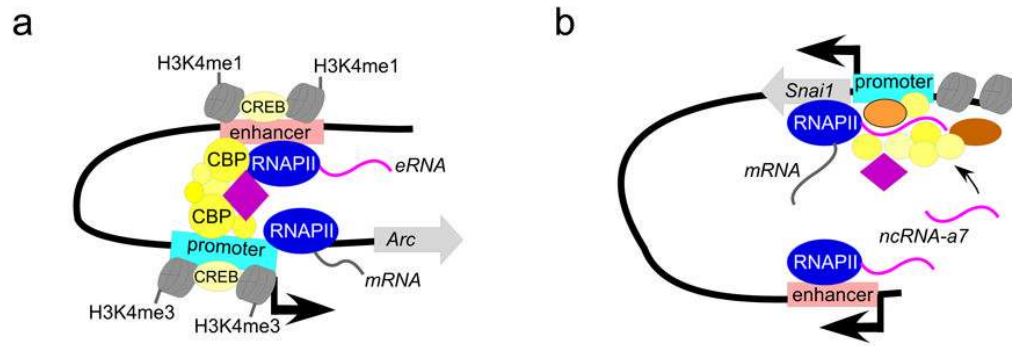 a
H3K4me1
H3K4me1
CREB
enhancer
CBP
RNAPII
eRNA
CBP
RNAPII
Arc
promoter
CREB
mRNA
H3K4me3
H3K4me3
b
Snai1
promoter
RNAPII
mRNA
ncRNA-a7
RNAPII
enhancer